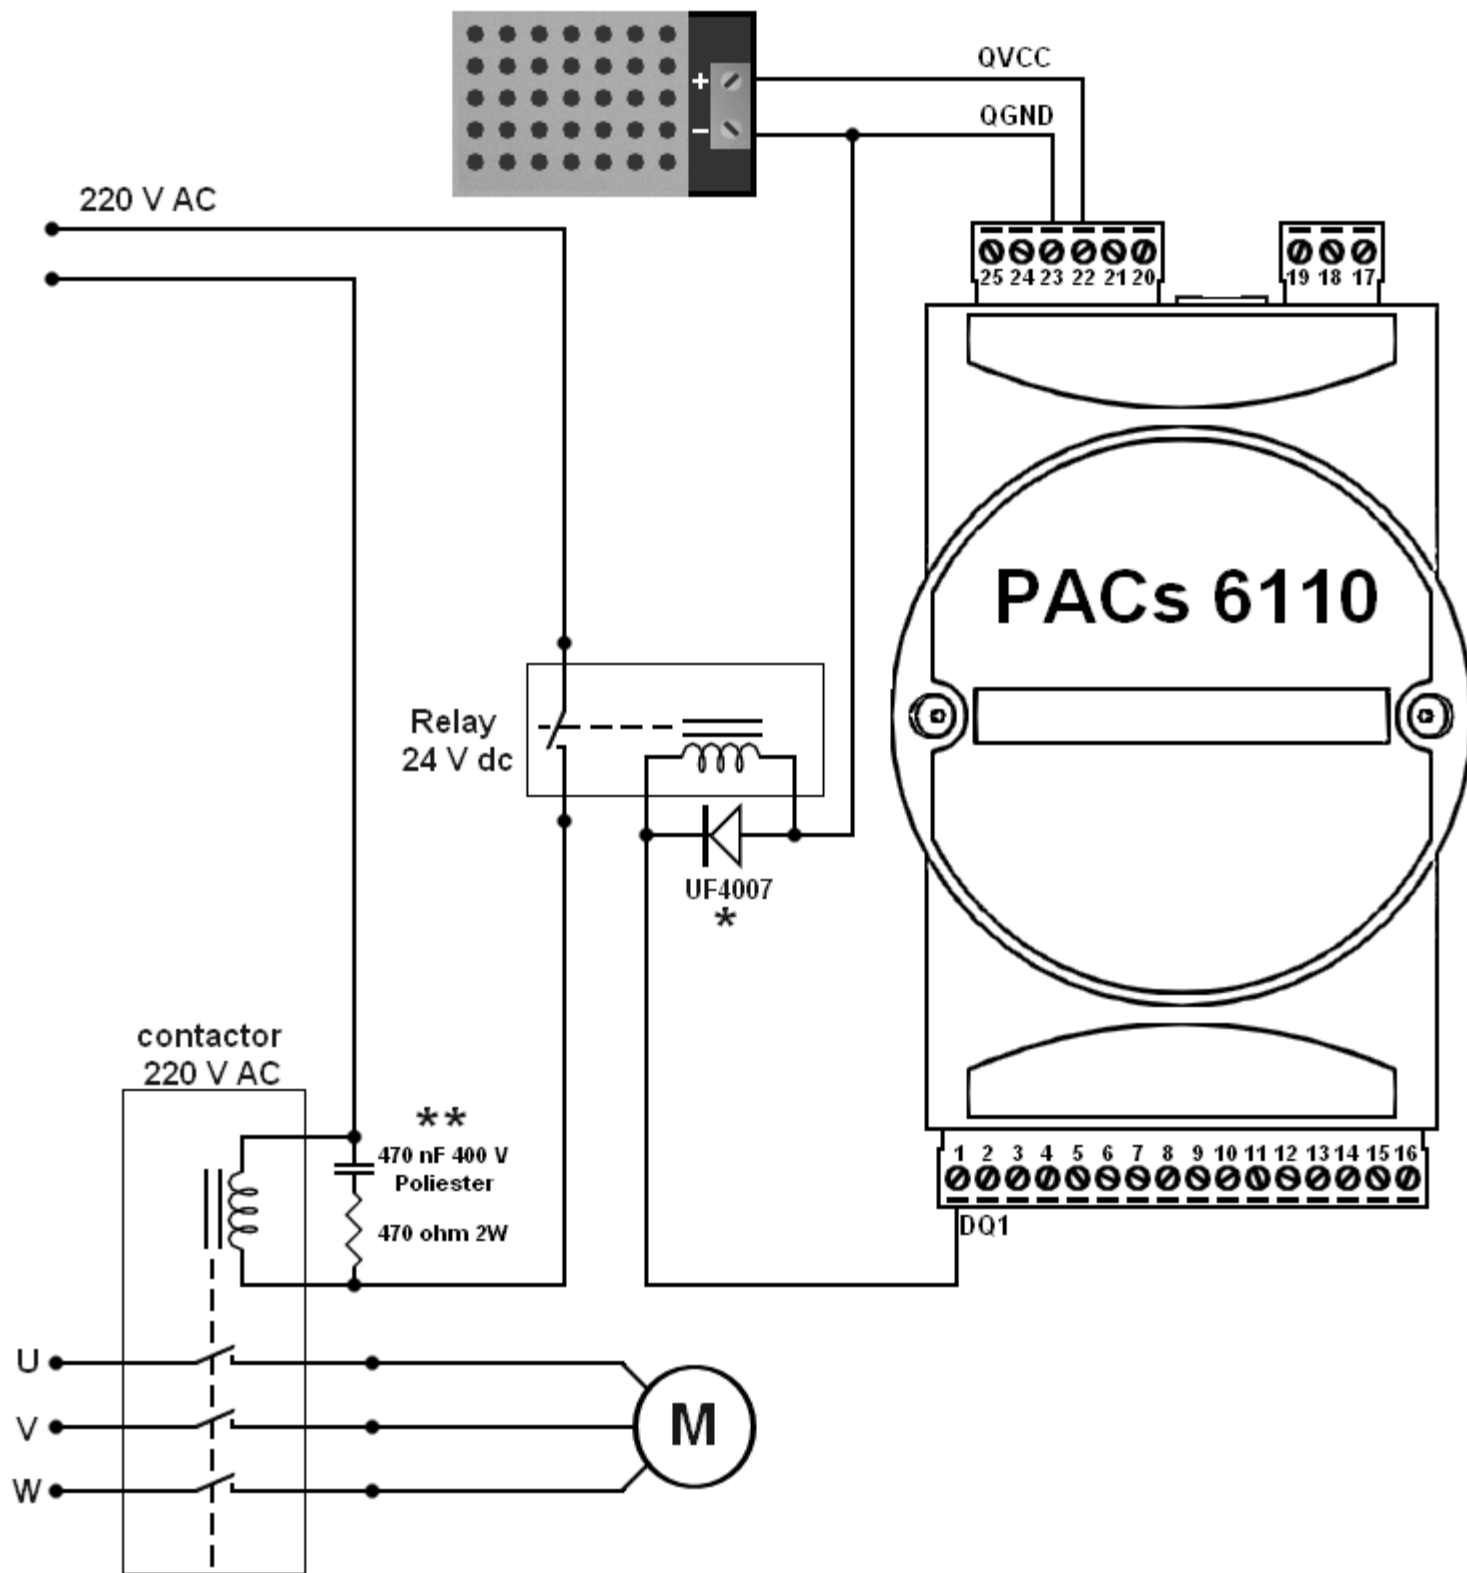 QVCC
+
−
QGND
220 V AC
25 24 23 22 21 20
19 18 17
PACs 6110
Relay
24 V dc
UF4007
*
contactor
220 V AC
**
470 nF 400 V
Poliester
470 ohm 2W
1 2 3 4 5 6 7 8 9 10 11 12 13 14 15 16
DQ1
U
V
W
M